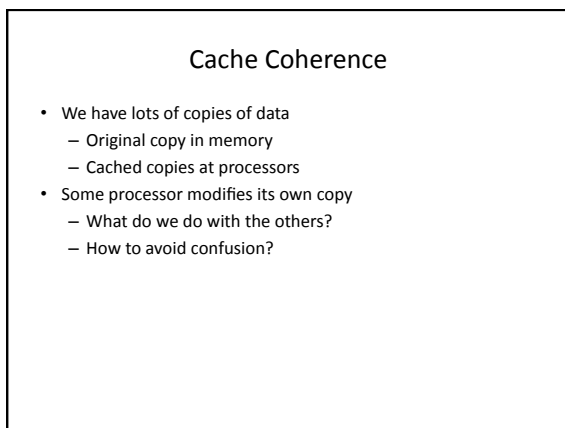 Cache Coherence
• We have lots of copies of data
– Original copy in memory
– Cached copies at processors
• Some processor modifies its own copy
– What do we do with the others?
– How to avoid confusion?